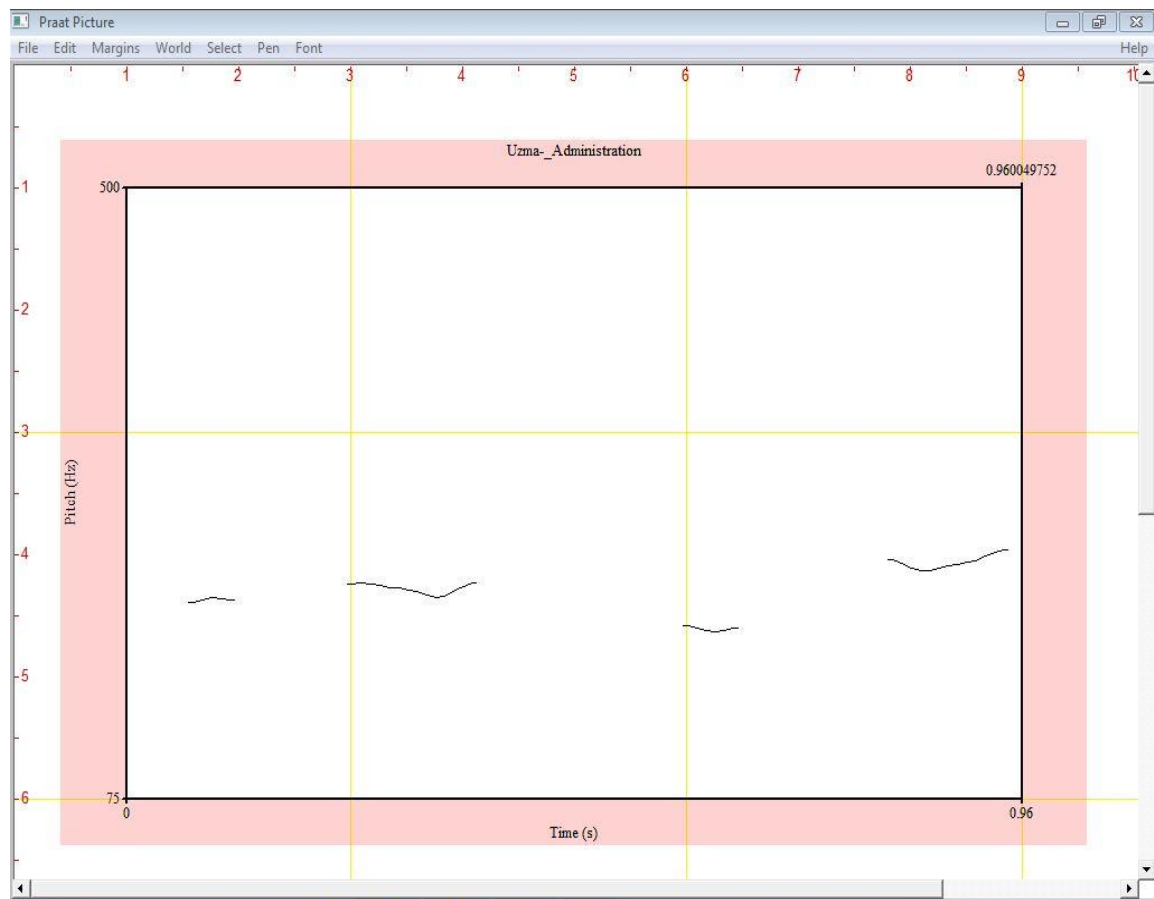 Praat Picture
File Edit Margins World Select Pen Font Help
1 2 3 4 5 6 7 8 9 10
Uzma-_Administration
0.960049752
1
500
2
3
Pitch (Hz)
4
5
6
75
0 0.96
Time (s)